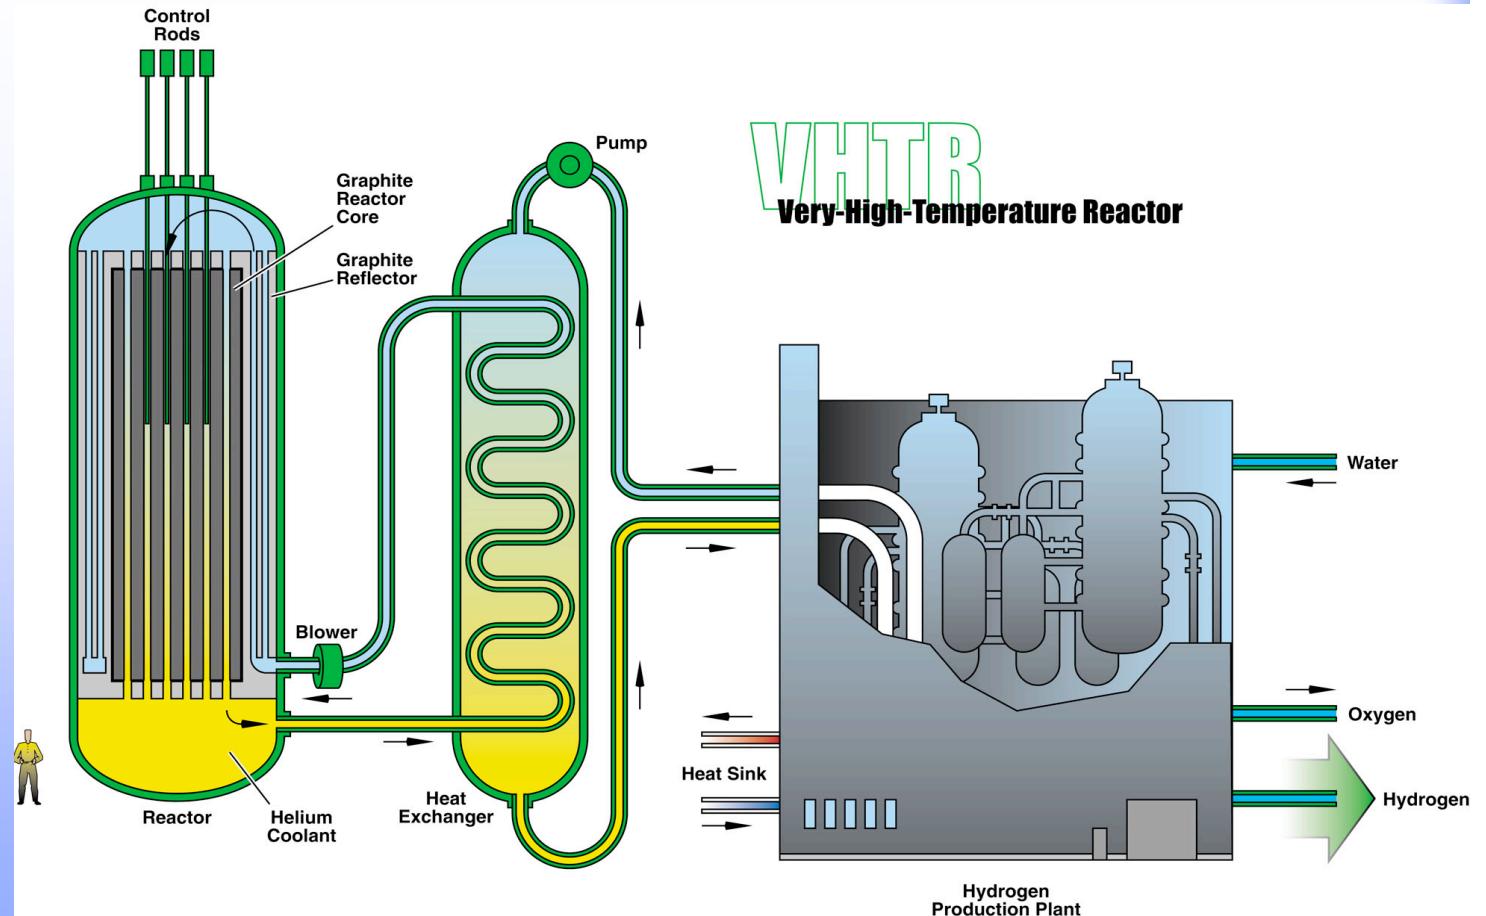 Control
Rods
Pump
VHTR
Very-High-Temperature Reactor
Graphite
Reactor
Core
Graphite
Reflector
Water
Blower
Oxygen
Heat Sink
Heat
Exchanger
Hydrogen
Reactor
Helium
Coolant
Hydrogen
Production Plant